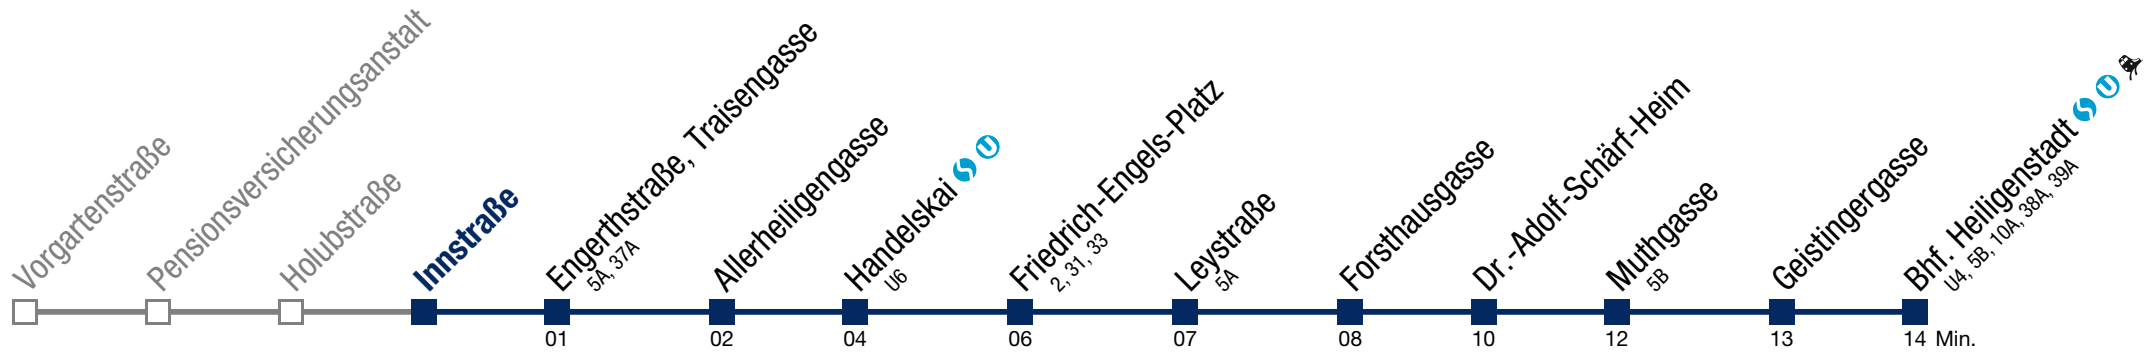 Vorgartenstraße
Pensionsversicherungsanstalt
Holubstraße
Innstraße
Engerthstraße, Traisengasse
5A, 37A
Allerheiligengasse
Handelskai
U6
Friedrich-Engels-Platz
2, 31, 33
Leystraße
5A
Forsthausgasse
Dr.-Adolf-Schärf-Heim
Muthgasse
5B
Geistingergasse
Bhf. Heiligenstadt
U4, 5B, 10A, 38A, 39A
01 02 04 06 07 08 10 12 13 14 Min.